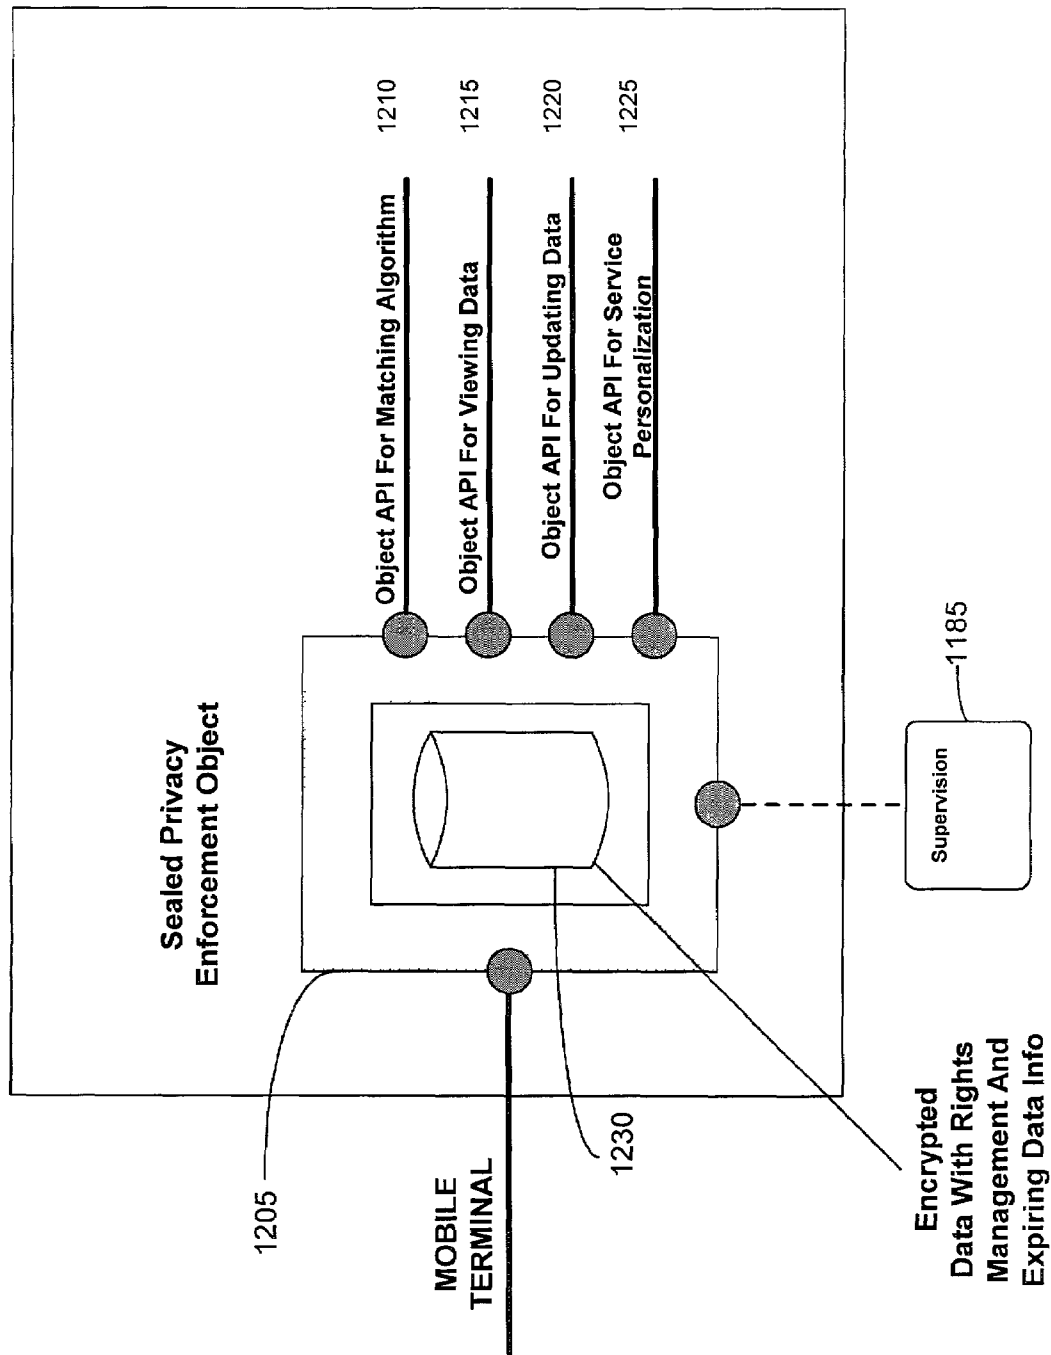 Sealed Privacy
Enforcement Object
1205
MOBILE
TERMINAL
1230
Object API For Matching Algorithm
1210
Object API For Viewing Data
1215
Object API For Updating Data
1220
Object API For Service
Personalization
1225
Encrypted
Data With Rights
Management And
Expiring Data Info
Supervision
1185